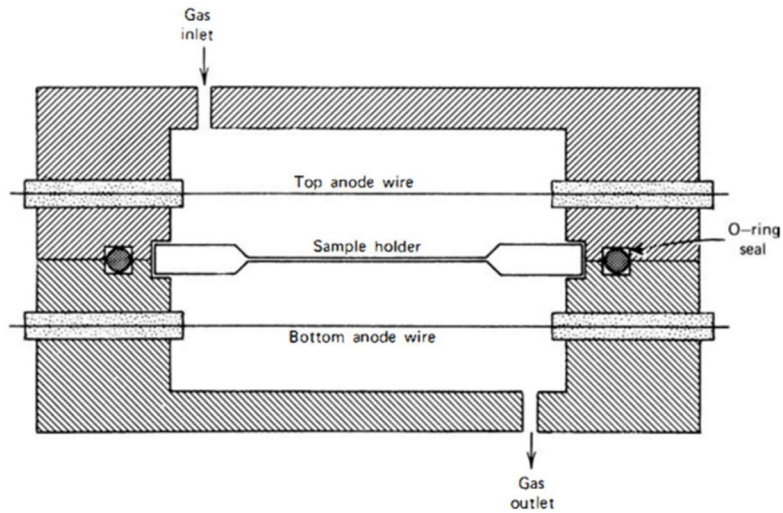 Gas
inlet
Top anode wire
Sample holder
O-ring
seal
Bottom anode wire
Gas
outlet